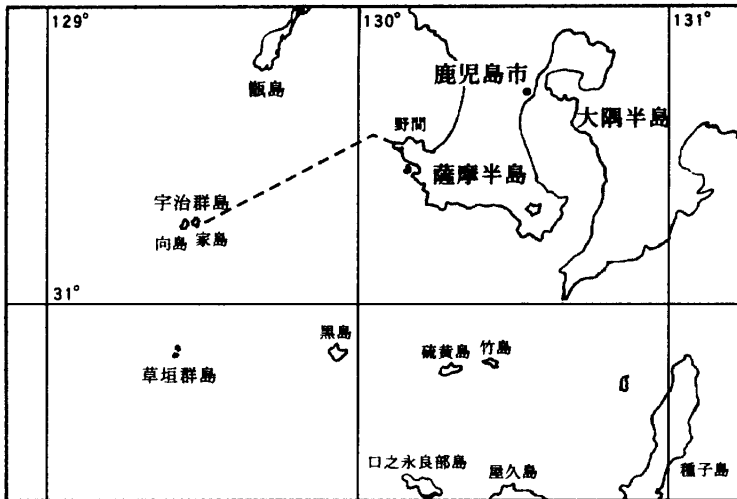 129°
130°
131°
甑島
鹿児島市
大隅半島
野間
薩摩半島
宇治群島
向島
家島
31°
黒島
草垣群島
硫黄島
竹島
口之永良部島
屋久島
種子島